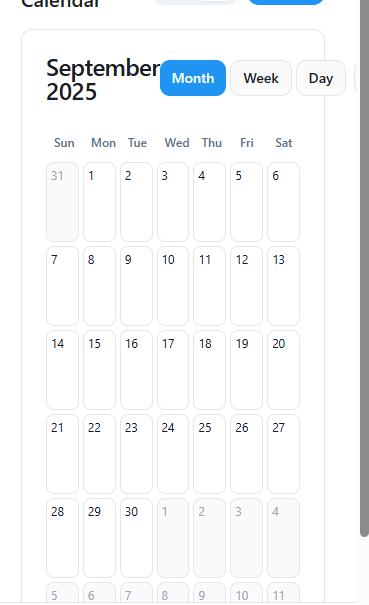 Calendar
September
2025
Month Week Day
Sun Mon Tue Wed Thu Fri Sat
31 1 2 3 4 5 6
7 8 9 10 11 12 13
14 15 16 17 18 19 20
21 22 23 24 25 26 27
28 29 30 1 2 3 4
5 6 7 8 9 10 11